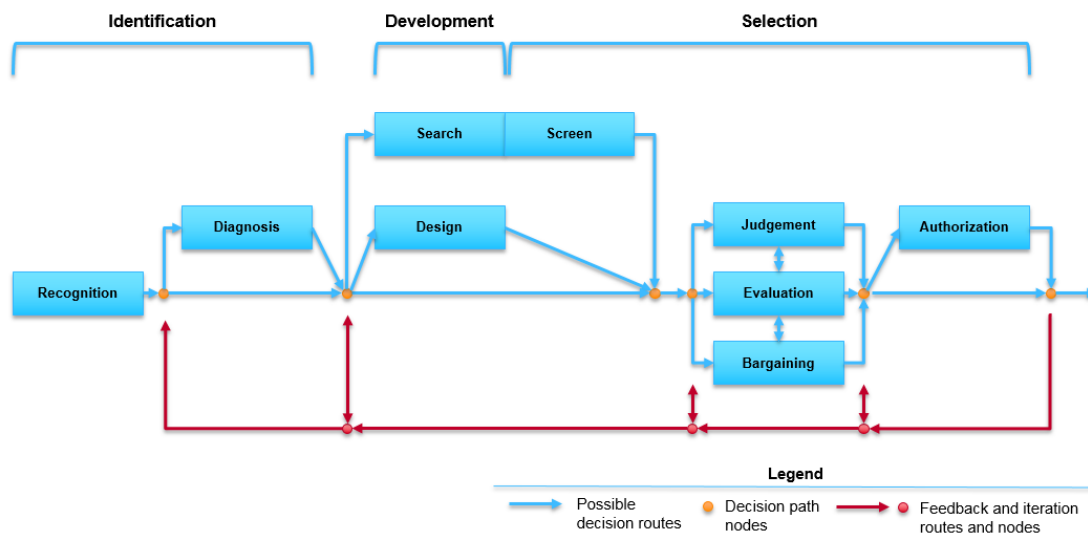 Identification
Development
Selection
Search
Screen
Diagnosis
Design
Judgement
Authorization
Recognition
Evaluation
Bargaining
Legend
Possible
decision routes
Decision path
nodes
Feedback and iteration
routes and nodes